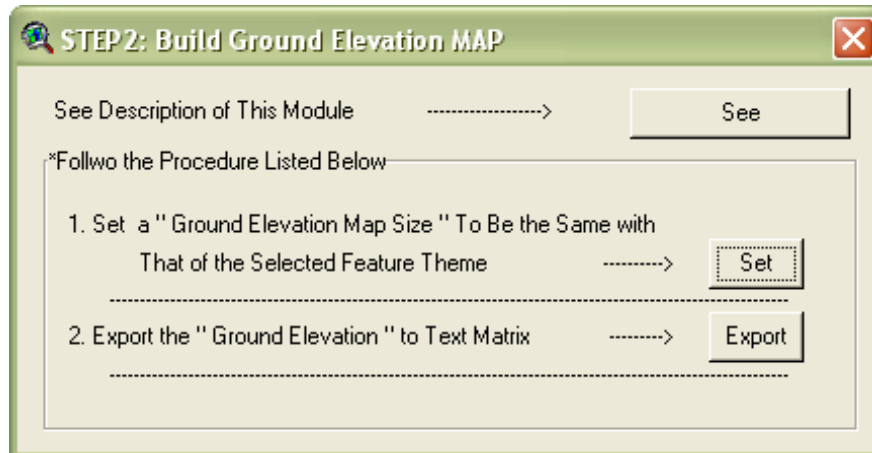 STEP2: Build Ground Elevation MAP
See Description of This Module -----------------> See
*Follwo the Procedure Listed Below
1. Set a " Ground Elevation Map Size " To Be the Same with
That of the Selected Feature Theme ---------> Set
2. Export the " Ground Elevation " to Text Matrix --------> Export